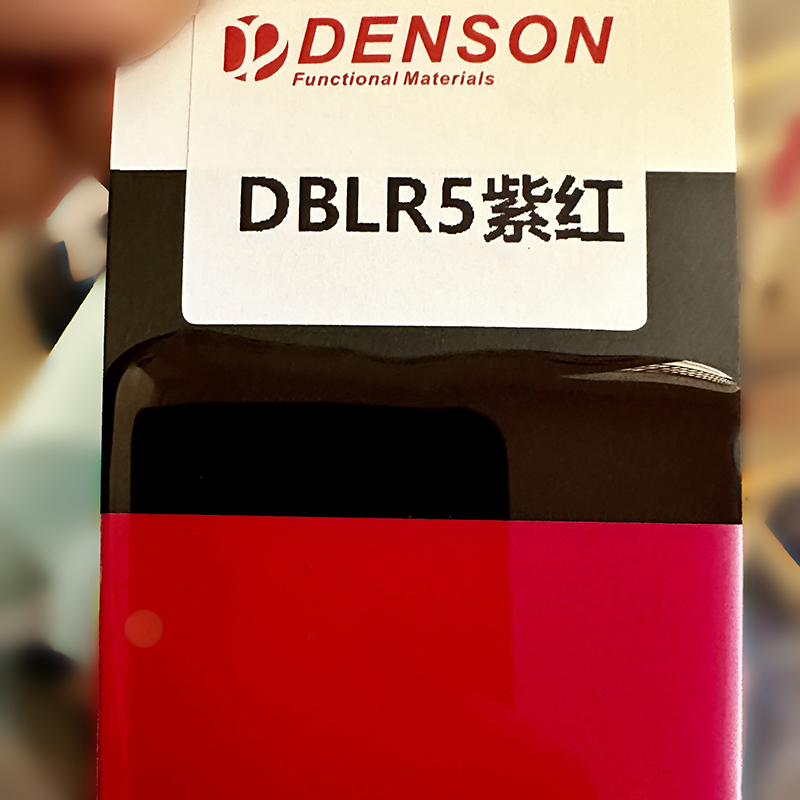 DENSON
Functional Materials
DBLR5紫红